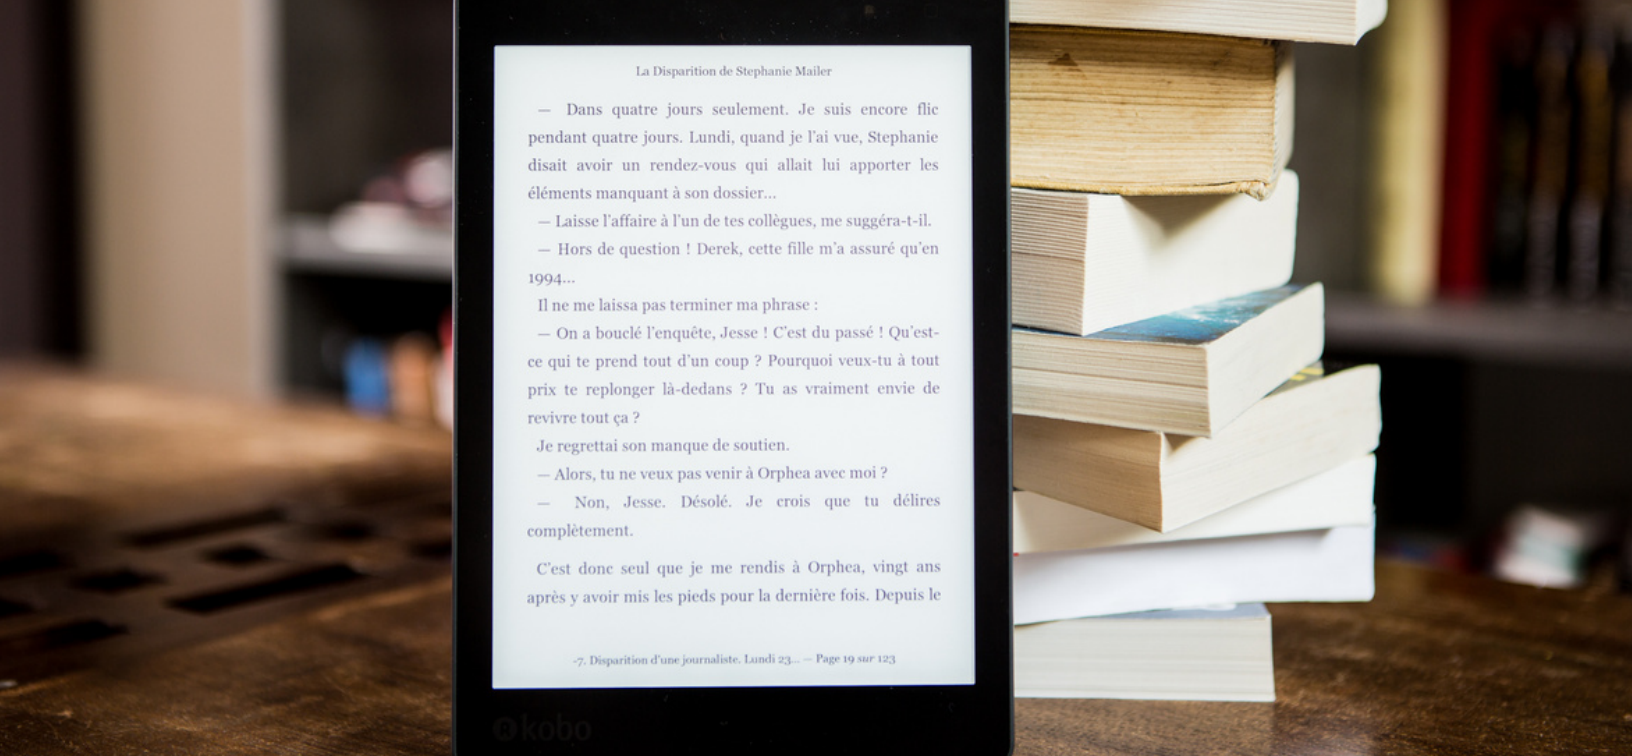 La Disparition de Stephanie Mailer
— Dans quatre jours seulement. Je suis encore flic
pendant quatre jours. Lundi, quand je l'ai vue, Stephanie
disait avoir un rendez-vous qui allait lui apporter les
éléments manquant à son dossier...
— Laisse l'affaire à l'un de tes collègues, me suggéra-t-il.
— Hors de question ! Derek, cette fille m'a assuré qu'en
1994...
Il ne me laissa pas terminer ma phrase :
— On a bouclé l'enquête, Jesse ! C'est du passé ! Qu'est-
ce qui te prend tout d'un coup ? Pourquoi veux-tu à tout
prix te replonger là-dedans ? Tu as vraiment envie de
revivre tout ça ?
Je regrettai son manque de soutien.
— Alors, tu ne veux pas venir à Orphea avec moi ?
— Non, Jesse. Désolé. Je crois que tu délires
complètement.
C'est donc seul que je me rendis à Orphea, vingt ans
après y avoir mis les pieds pour la dernière fois. Depuis le
-7. Disparition d'une journaliste. Lundi 23... — Page 19 sur 123
kobo